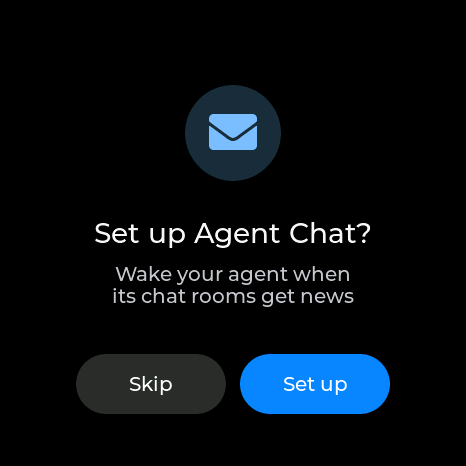 Set up Agent Chat?
Wake your agent when
its chat rooms get news
Skip
Set up